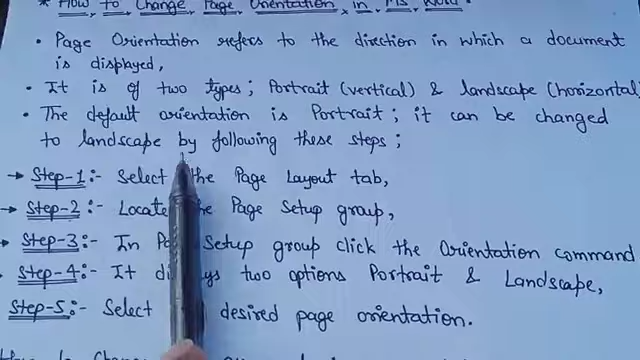 * How to Change Page Orientation in MS Word.
• Page Orientation refers to the direction in which a document
is displayed,
• It is of two types; Portrait (vertical) & landscape (horizontal)
• The default orientation is Portrait; it can be changed
to landscape by following these steps;
→ Step-1:- Select the Page Layout tab,
→ Step-2:- Locate Page Setup group,
→ Step-3:- In Setup group click the Orientation command
Step-4:- It two options Portrait & Landscape,
Step-5:- Select desired page orientation.